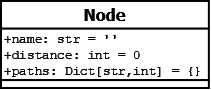 Node
+name: str = ''
+distance: int = 0
+paths: Dict[str,int] = {}